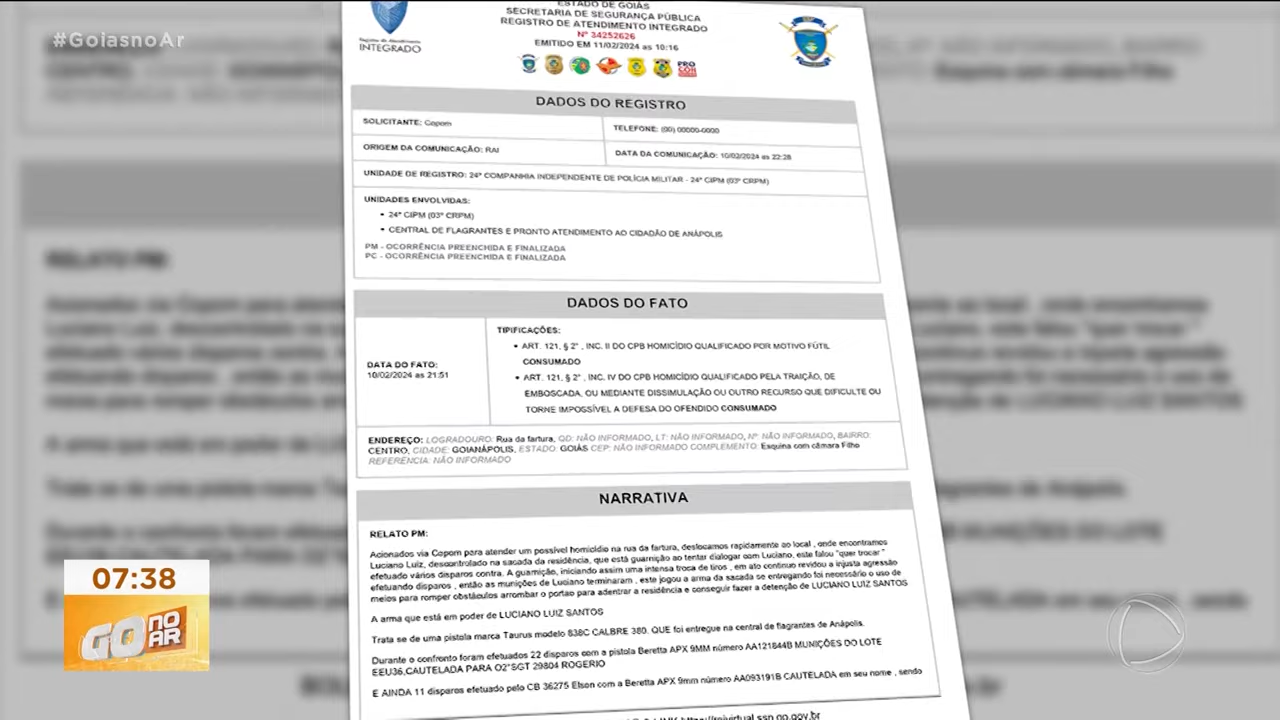 #GoiasnoAr
ESTADO DE GOIÁS
SECRETARIA DE SEGURANÇA PÚBLICA
REGISTRO DE ATENDIMENTO INTEGRADO
Nº 34252626
EMITIDO EM 11/02/2024 as 10:16
Registro de Atendimento
INTEGRADO
PROCON
DADOS DO REGISTRO
SOLICITANTE: Copom
TELEFONE: (00) 00000-0000
ORIGEM DA COMUNICAÇÃO: RAI
DATA DA COMUNICAÇÃO: 10/02/2024 as 22:28
UNIDADE DE REGISTRO: 24ª COMPANHIA INDEPENDENTE DE POLÍCIA MILITAR - 24ª CIPM (03º CRPM)
UNIDADES ENVOLVIDAS:
• 24ª CIPM (03º CRPM)
• CENTRAL DE FLAGRANTES E PRONTO ATENDIMENTO AO CIDADÃO DE ANÁPOLIS
PM - OCORRÊNCIA PREENCHIDA E FINALIZADA
PC - OCORRÊNCIA PREENCHIDA E FINALIZADA
DADOS DO FATO
DATA DO FATO:
10/02/2024 as 21:51
TIPIFICAÇÕES:
• ART. 121, § 2° , INC. II DO CPB HOMICÍDIO QUALIFICADO POR MOTIVO FÚTIL
CONSUMADO
• ART. 121, § 2° , INC. IV DO CPB HOMICÍDIO QUALIFICADO PELA TRAIÇÃO, DE
EMBOSCADA, OU MEDIANTE DISSIMULAÇÃO OU OUTRO RECURSO QUE DIFICULTE OU
TORNE IMPOSSÍVEL A DEFESA DO OFENDIDO CONSUMADO
ENDEREÇO: LOGRADOURO: Rua da fartura, QD: NÃO INFORMADO, LT: NÃO INFORMADO, Nº: NÃO INFORMADO, BAIRRO:
CENTRO, CIDADE: GOIANÁPOLIS, ESTADO: GOIÁS CEP: NÃO INFORMADO COMPLEMENTO: Esquina com câmara Filho
REFERÊNCIA: NÃO INFORMADO
NARRATIVA
RELATO PM:
Acionados via Copom para atender um possível homicídio na rua da fartura, deslocamos rapidamente ao local , onde encontramos
Luciano Luiz, descontrolado na sacada da residência, que está guarnição ao tentar dialogar com Luciano, este falou "quer trocar "
efetuado vários disparos contra. A guarnição, iniciando assim uma intensa troca de tiros , em ato continuo revidou a injusta agressão
efetuando disparos , então as munições de Luciano terminaram , este jogou a arma da sacada se entregando foi necessário o uso de
meios para romper obstáculos arrombar o portao para adentrar a residência e conseguir fazer a detenção de LUCIANO LUIZ SANTOS
A arma que está em poder de LUCIANO LUIZ SANTOS
Trata se de uma pistola marca Taurus modelo 838C CALBRE 380. QUE foi entregue na central de flagrantes de Anápolis.
Durante o confronto foram efetuados 22 disparos com a pistola Beretta APX 9MM número AA121844B MUNIÇÕES DO LOTE
EEU36,CAUTELADA PARA O2°SGT 29804 ROGERIO
E AINDA 11 disparos efetuado pelo CB 36275 Elson com a Beretta APX 9mm número AA093191B CAUTELADA em seu nome , sendo
07:38
GO NO AR